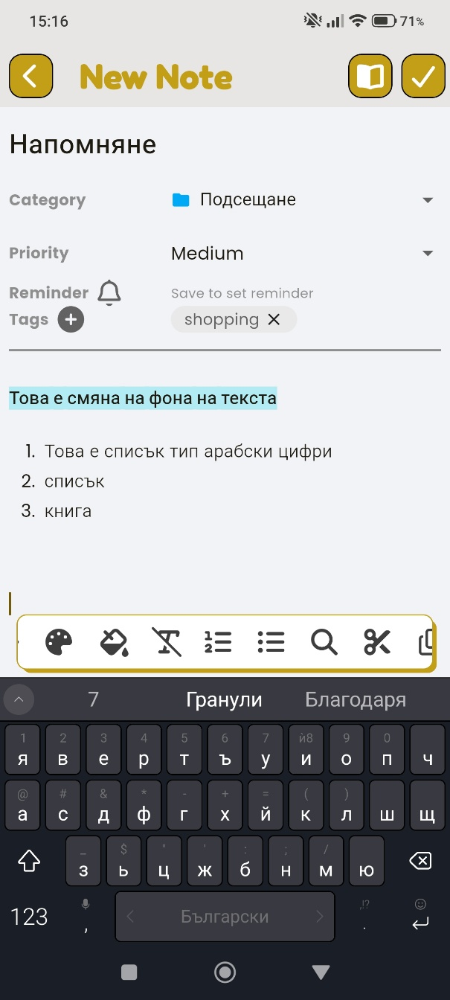 15:16 71%
New Note
Напомняне
Category Подсещане
Priority Medium
Reminder Save to set reminder
Tags shopping
Това е смяна на фона на текста
1. Това е списък тип арабски цифри
2. списък
3. книга
7 Гранули Благодаря
1 2 3 4 5 6 7 ѝ8 9 0
я в е р т ъ у и о п ч
@ # & * - + = ( )
а с д ф г х й к л ш щ
_ $ " ' : ; /
з ь ц ж б н м ю
123 , Български ,!? .